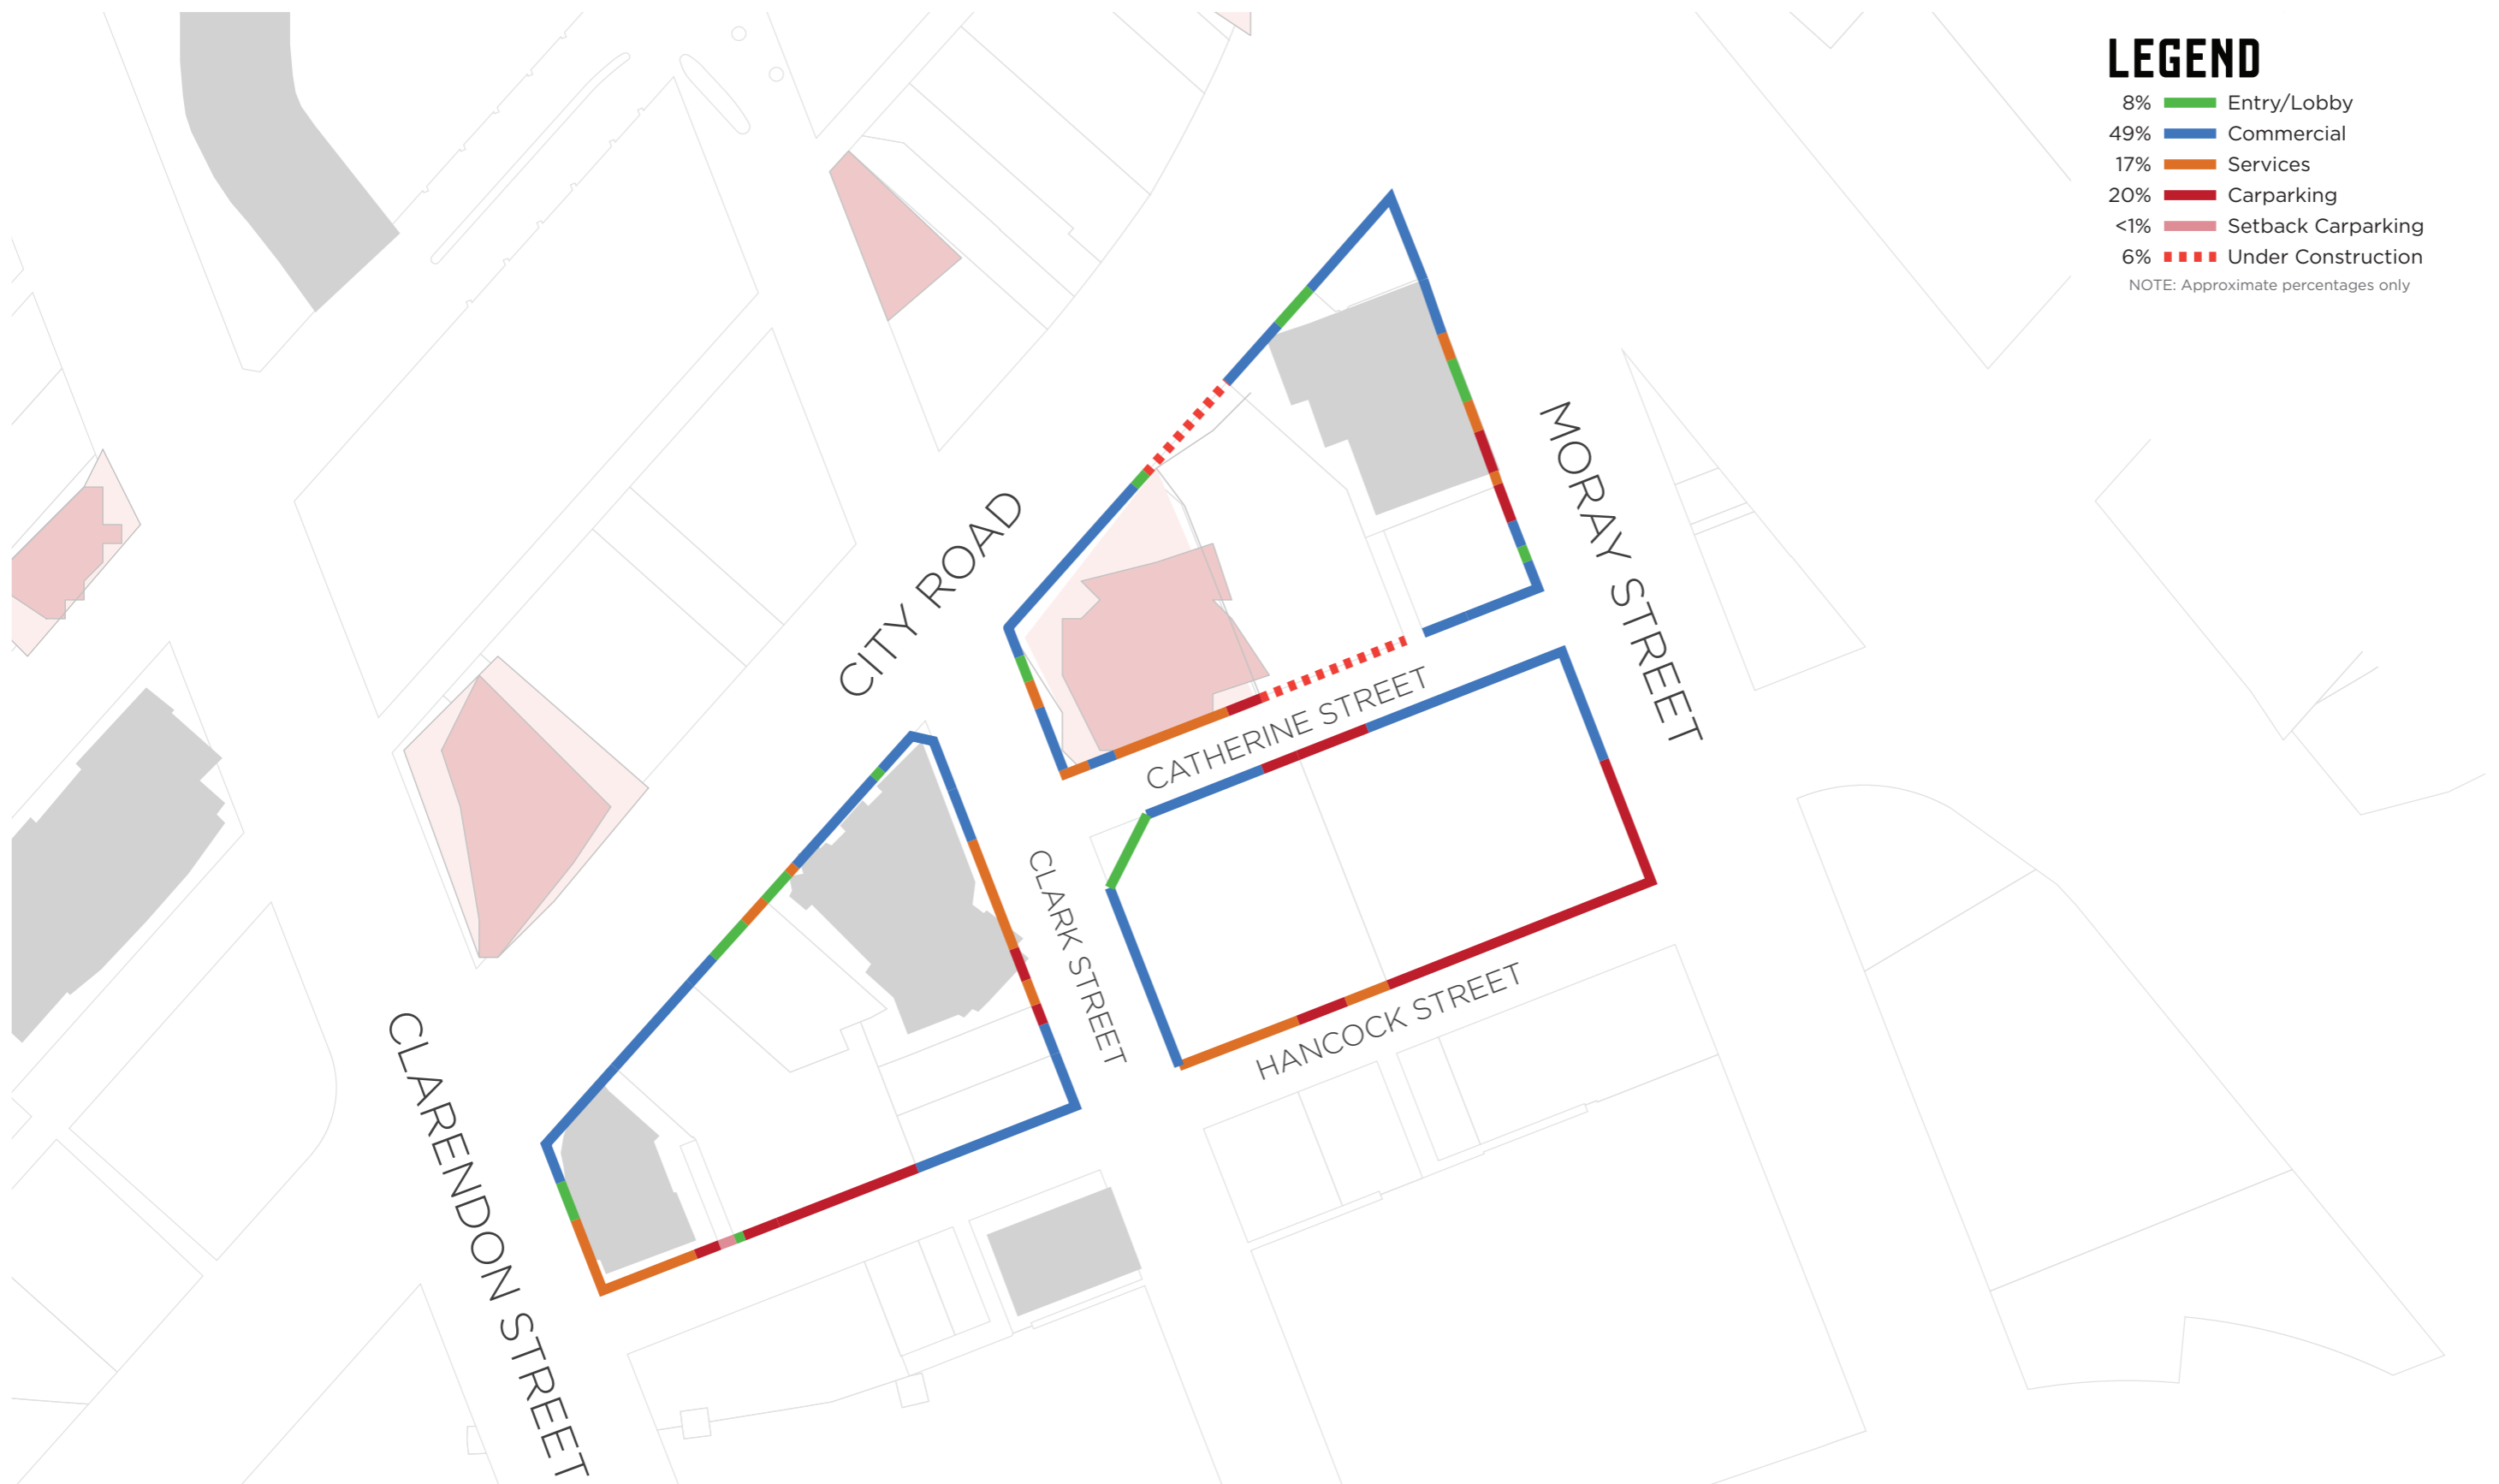 LEGEND
8% Entry/Lobby
49% Commercial
17% Services
20% Carparking
<1% Setback Carparking
6% Under Construction
NOTE: Approximate percentages only
MORAY STREET
CITY ROAD
CATHERINE STREET
CLARK STREET
HANCOCK STREET
CLARENDON STREET